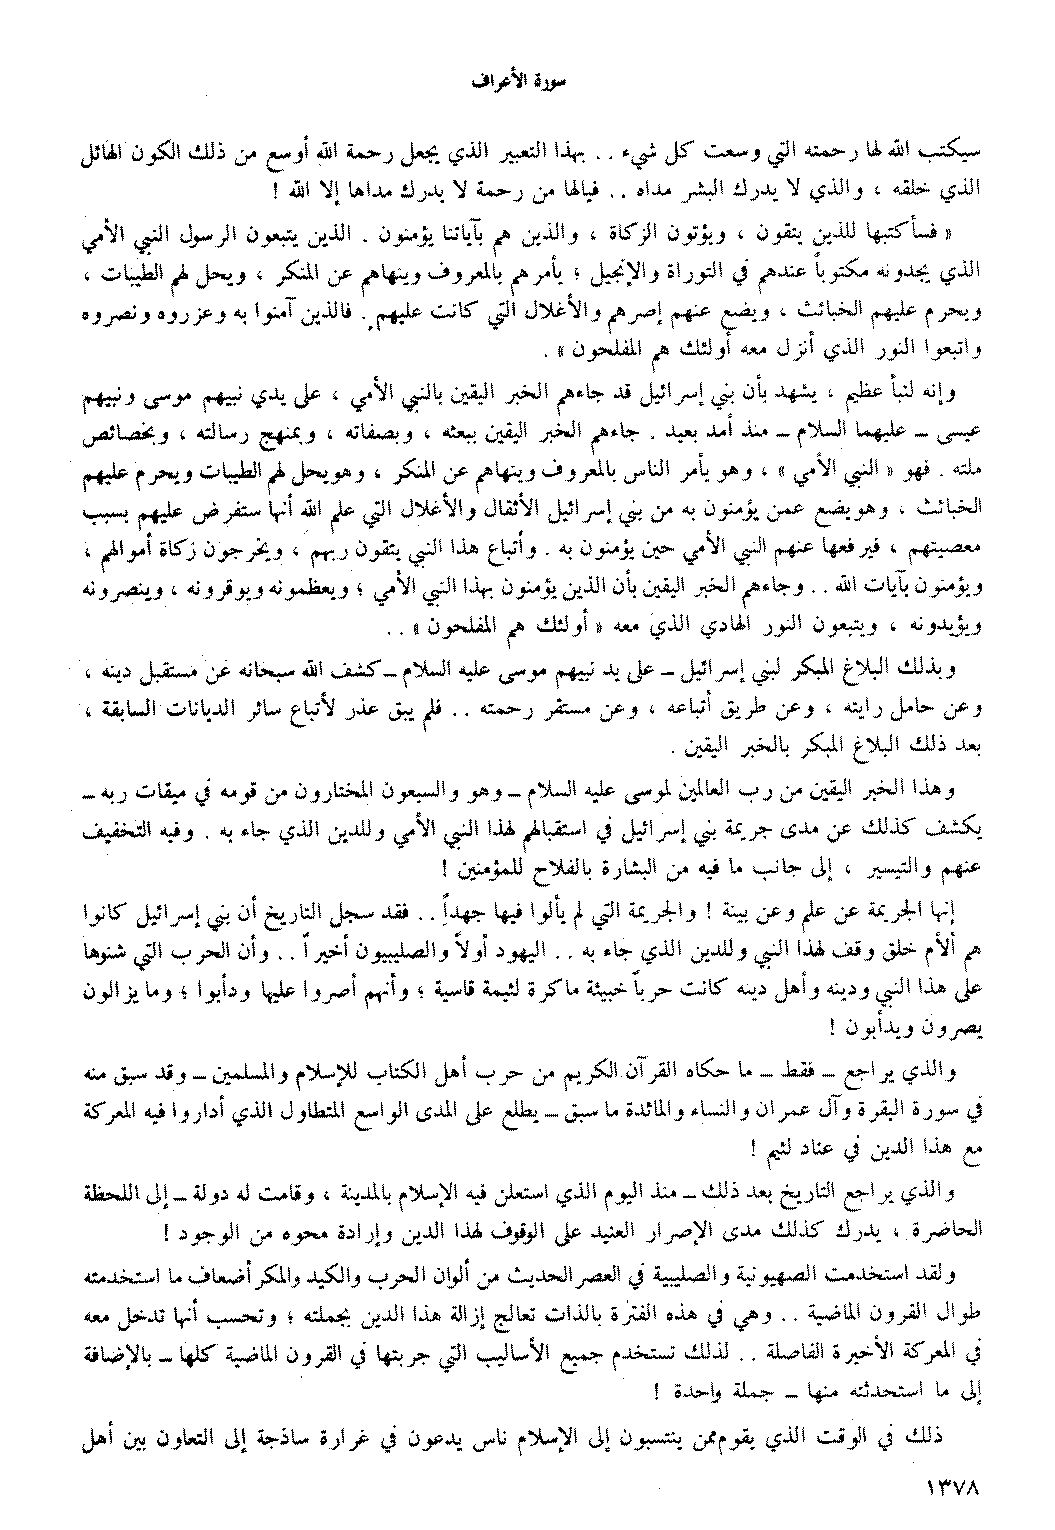 سورة الأعراف
سيكتب الله لها رحمته التي وسعت كل شيء .. بهذا التعبير الذي يجعل رحمة الله أوسع من ذلك الكون الهائل
الذي خلقه ، والذي لا يدرك البشر مداه .. فيالها من رحمة لا يدرك مداها إلا الله !
« فسأكتبها للذين يتقون ، ويؤتون الزكاة ، والذين هم بآياتنا يؤمنون . الذين يتبعون الرسول النبي الأمي
الذي يجدونه مكتوباً عندهم في التوراة والإنجيل ؛ يأمرهم بالمعروف وينهاهم عن المنكر ، ويحل لهم الطيبات ،
ويحرم عليهم الخبائث ، ويضع عنهم إصرهم والأغلال التي كانت عليهم . فالذين آمنوا به وعزروه ونصروه
واتبعوا النور الذي أنزل معه أولئك هم المفلحون » .
وإنه لنبأ عظيم ، يشهد بأن بني إسرائيل قد جاءهم الخبر اليقين بالنبي الأمي ، على يدي نبيهم موسى ونبيهم
عيسى – عليهما السلام – منذ أمد بعيد . جاءهم الخبر اليقين ببعثه ، وبصفاته ، وبمنهج رسالته ، وبخصائص
ملته . فهو « النبي الأمي » ، وهو يأمر الناس بالمعروف وينهاهم عن المنكر ، وهو يحل لهم الطيبات ويحرم عليهم
الخبائث ، وهو يضع عمن يؤمنون به من بني إسرائيل الأثقال والأغلال التي علم الله أنها ستفرض عليهم بسبب
معصيتهم ، فيرفعها عنهم النبي الأمي حين يؤمنون به . وأتباع هذا النبي يتقون ربهم ، ويخرجون زكاة أموالهم ،
ويؤمنون بآيات الله .. وجاءهم الخبر اليقين بأن الذين يؤمنون بهذا النبي الأمي ؛ ويعظمونه ويوقرونه ، وينصرونه
ويؤيدونه ، ويتبعون النور الهادي الذي معه « أولئك هم المفلحون » ..
وبذلك البلاغ المبكر لبني إسرائيل – على يد نبيهم موسى عليه السلام – كشف الله سبحانه عن مستقبل دينه ،
وعن حامل رايته ، وعن طريق أتباعه ، وعن مستقر رحمته .. فلم يبق عذر لأتباع سائر الديانات السابقة ،
بعد ذلك البلاغ المبكر بالخبر اليقين .
وهذا الخبر اليقين من رب العالمين لموسى عليه السلام – وهو والسبعون المختارون من قومه في ميقات ربه –
يكشف كذلك عن مدى جريمة بني إسرائيل في استقبالهم لهذا النبي الأمي وللدين الذي جاء به . وفيه التخفيف
عنهم والتيسير ، إلى جانب ما فيه من البشارة بالفلاح للمؤمنين !
إنها الجريمة عن علم وعن بينة ! والجريمة التي لم يألوا فيها جهداً .. فقد سجل التاريخ أن بني إسرائيل كانوا
هم ألأم خلق وقف لهذا النبي وللدين الذي جاء به .. اليهود أولاً والصليبيون أخيراً .. وأن الحرب التي شنوها
على هذا النبي ودينه وأهل دينه كانت حرباً خبيثة ماكرة لئيمة قاسية ؛ وأنهم أصروا عليها ودأبوا ؛ وما يزالون
يصرون ويدأبون !
والذي يراجع – فقط – ما حكاه القرآن الكريم من حرب أهل الكتاب للإسلام والمسلمين – وقد سبق منه
في سورة البقرة وآل عمران والنساء والمائدة ما سبق – يطلع على المدى الواسع المتطاول الذي أداروا فيه المعركة
مع هذا الدين في عناد لئيم !
والذي يراجع التاريخ بعد ذلك – منذ اليوم الذي استعلن فيه الإسلام بالمدينة ، وقامت له دولة – إلى اللحظة
الحاضرة ، يدرك كذلك مدى الإصرار العنيد على الوقوف لهذا الدين وإرادة محوه من الوجود !
ولقد استخدمت الصهيونية والصليبية في العصر الحديث من ألوان الحرب والكيد والمكر أضعاف ما استخدمته
طوال القرون الماضية .. وهي في هذه الفترة بالذات تعالج إزالة هذا الدين بجملته ؛ وتحسب أنها تدخل معه
في المعركة الأخيرة الفاصلة .. لذلك تستخدم جميع الأساليب التي جربتها في القرون الماضية كلها – بالإضافة
إلى ما استحدثته منها – جملة واحدة !
ذلك في الوقت الذي يقوم ممن ينتسبون إلى الإسلام ناس يدعون في غرارة ساذجة إلى التعاون بين أهل
١٣٧٨